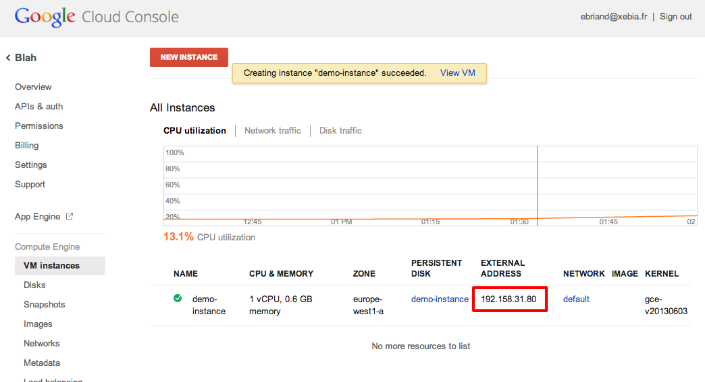 Google Cloud Console
ebriand@xebia.fr | Sign out
Blah
NEW INSTANCE
Creating instance "demo-instance" succeeded. View VM
Overview
APIs & auth
Permissions
Billing
Settings
Support
App Engine
Compute Engine
VM instances
Disks
Snapshots
Images
Networks
Metadata
Load balancing
All Instances
CPU utilization | Network traffic | Disk traffic
100%
80%
60%
40%
20%
12:45 01 PM 01:15 01:30 01:45 02
13.1% CPU utilization
NAME CPU & MEMORY ZONE PERSISTENT DISK EXTERNAL ADDRESS NETWORK IMAGE KERNEL
demo-instance 1 vCPU, 0.6 GB memory europe-west1-a demo-instance 192.158.31.80 default gce-v20130603
No more resources to list